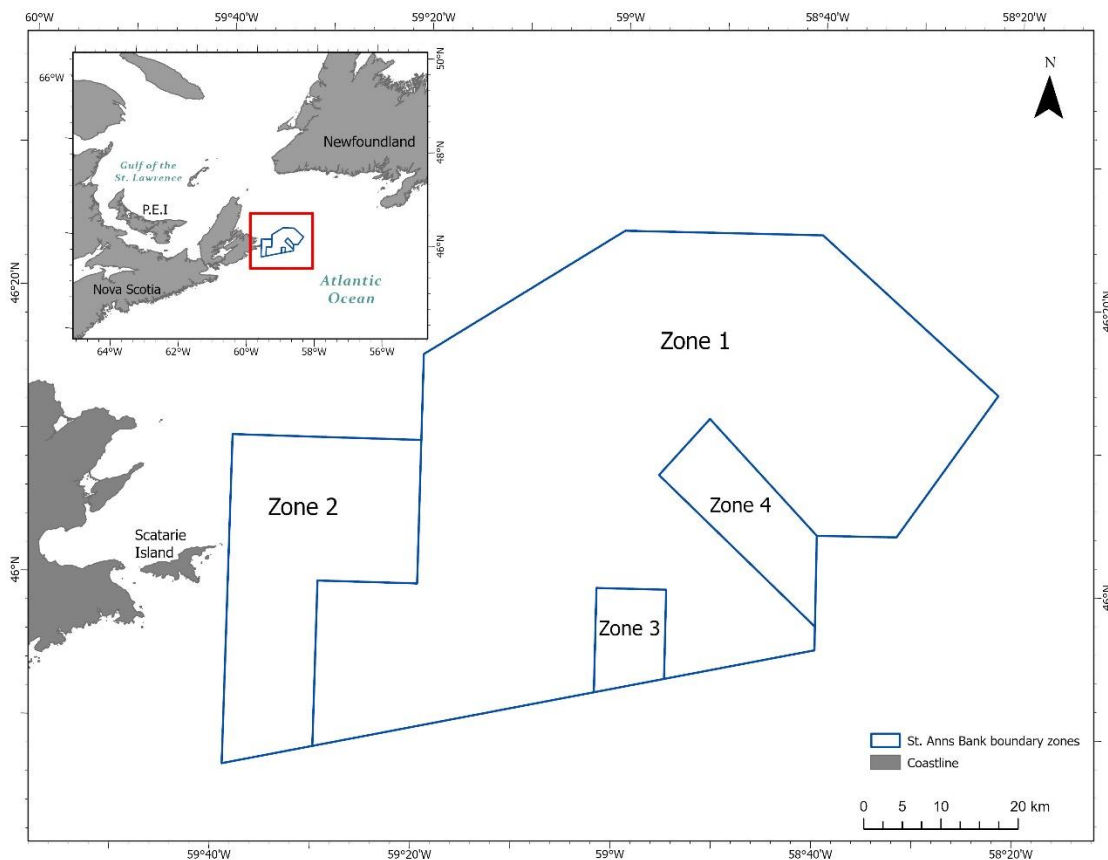 60°W 59°40'W 59°20'W 59°W 58°40'W 58°20'W
66°W
50°N
N
Newfoundland
48°N
Gulf of the
St. Lawrence
P.E.I
46°N
Atlantic
Ocean
Nova Scotia
64°W 62°W 60°W 58°W 56°W
46°20'N
46°20'N
Zone 1
Zone 2
Zone 4
Scatarie
Island
46°N
46°N
Zone 3
St. Anns Bank boundary zones
Coastline
0 5 10 20 km
59°40'W 59°20'W 59°W 58°40'W 58°20'W